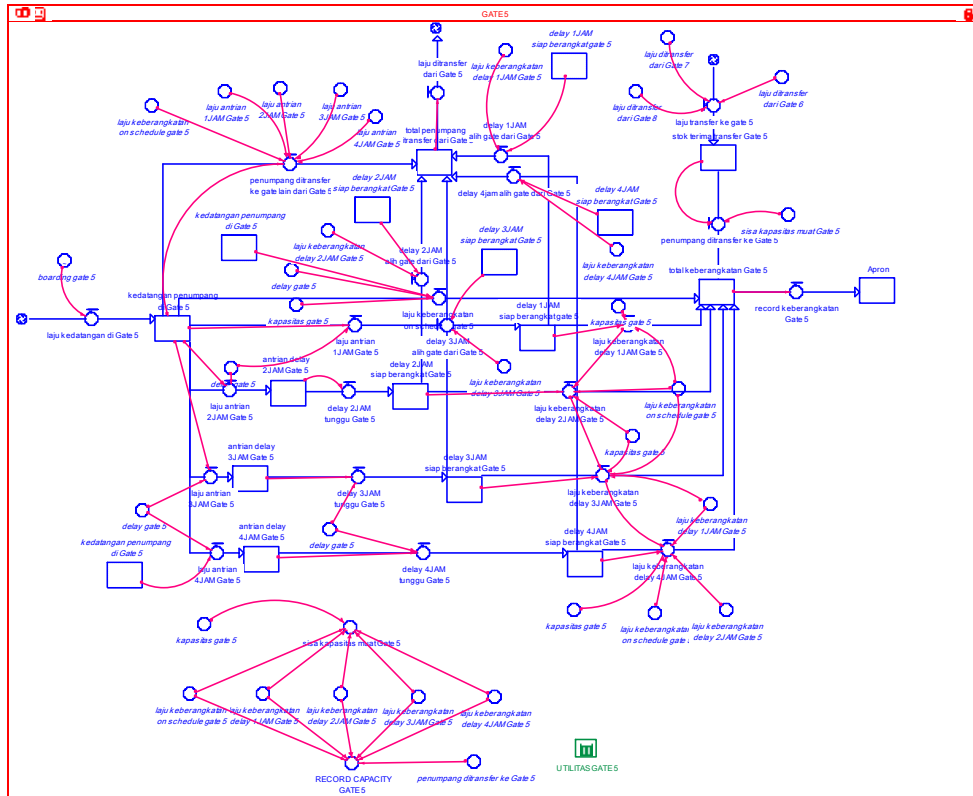 GATE 5
delay 1JAM
siap berangkat gate 5
laju ditransfer
dari Gate 5
laju keberangkatan
delay 1JAM Gate 5
laju ditransfer
dari Gate 7
laju ditransfer
dari Gate 6
laju ditransfer
dari Gate 8
laju transfer ke gate 5
stok terima transfer Gate 5
laju keberangkatan
on schedule gate 5
laju antrian
1JAM Gate 5
laju antrian
2JAM Gate 5
laju antrian
3JAM Gate 5
laju antrian
4JAM Gate 5
total penumpang
ditransfer dari Gate 5
delay 1JAM
alih gate dari Gate 5
penumpang ditransfer
ke gate lain dari Gate 5
delay 2JAM
siap berangkat Gate 5
delay 4jam alih gate dari Gate 5
delay 4JAM
siap berangkat Gate 5
kedatangan penumpang
di Gate 5
laju keberangkatan
delay 2JAM Gate 5
delay 2JAM
alih gate dari Gate 5
delay 3JAM
siap berangkat Gate 5
laju keberangkatan
delay 4JAM Gate 5
penumpang ditransfer ke Gate 5
sisa kapasitas muat Gate 5
boarding gate 5
delay gate 5
total keberangkatan Gate 5
Apron
kedatangan penumpang
di Gate 5
kapasitas gate 5
laju keberangkatan
on schedule gate 5
delay 1JAM
siap berangkat gate 5
kapasitas gate 5
record keberangkatan
Gate 5
laju kedatangan di Gate 5
laju antrian
1JAM Gate 5
delay 3JAM
alih gate dari Gate 5
laju keberangkatan
delay 1JAM Gate 5
delay gate 5
antrian delay
2JAM Gate 5
delay 2JAM
siap berangkat Gate 5
laju keberangkatan
delay 3JAM Gate 5
laju antrian
2JAM Gate 5
delay 2JAM
tunggu Gate 5
laju keberangkatan
delay 2JAM Gate 5
laju keberangkatan
on schedule gate 5
kapasitas gate 5
antrian delay
3JAM Gate 5
delay 3JAM
siap berangkat Gate 5
laju antrian
3JAM Gate 5
delay 3JAM
tunggu Gate 5
laju keberangkatan
delay 3JAM Gate 5
delay gate 5
antrian delay
4JAM Gate 5
delay gate 5
delay 4JAM
siap berangkat Gate 5
laju keberangkatan
delay 1JAM Gate 5
kedatangan penumpang
di Gate 5
laju antrian
4JAM Gate 5
delay 4JAM
tunggu Gate 5
laju keberangkatan
delay 4JAM Gate 5
kapasitas gate 5
sisa kapasitas muat Gate 5
kapasitas gate 5
laju keberangkatan
on schedule gate
laju keberangkatan
delay 2JAM Gate 5
laju keberangkatan
on schedule gate 5
laju keberangkatan
delay 1JAM Gate 5
laju keberangkatan
delay 2JAM Gate 5
laju keberangkatan
delay 3JAM Gate 5
laju keberangkatan
delay 4JAM Gate 5
RECORD CAPACITY
GATE 5
penumpang ditransfer ke Gate 5
UTILITAS GATE 5